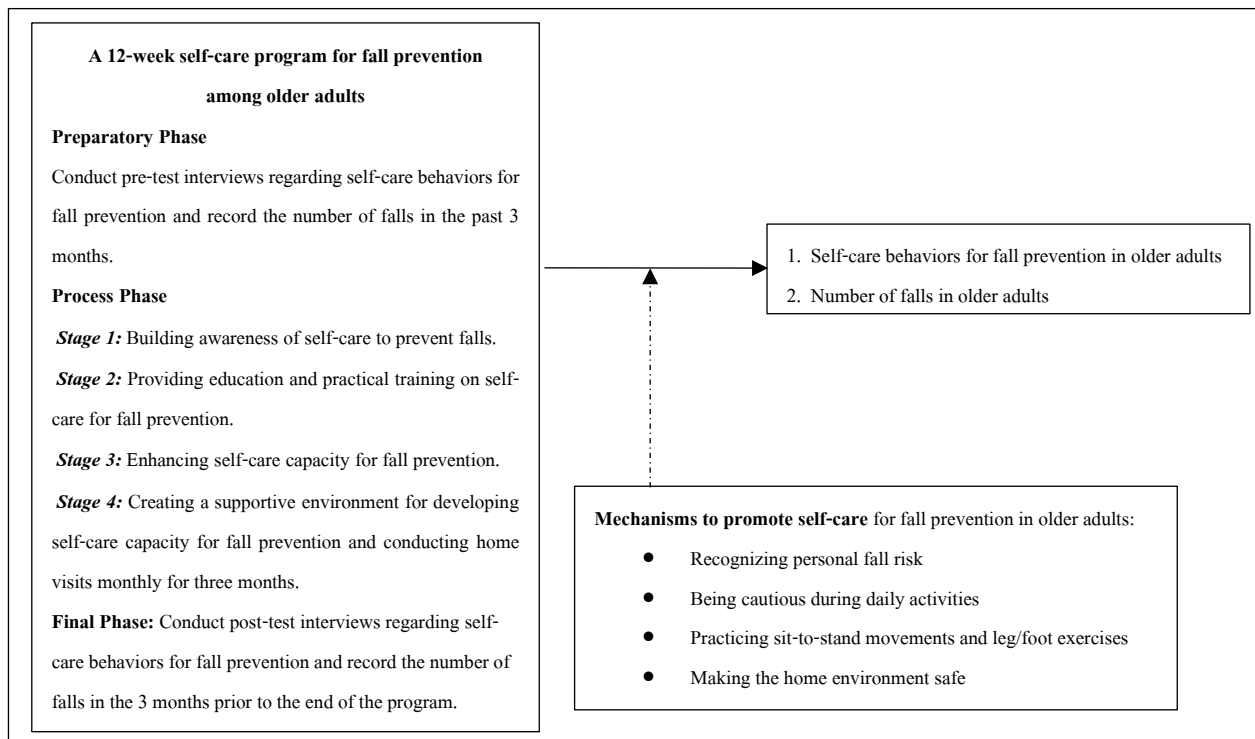 A 12-week self-care program for fall prevention
among older adults
Preparatory Phase
Conduct pre-test interviews regarding self-care behaviors for
fall prevention and record the number of falls in the past 3
months.
Process Phase
Stage 1: Building awareness of self-care to prevent falls.
Stage 2: Providing education and practical training on self-
care for fall prevention.
Stage 3: Enhancing self-care capacity for fall prevention.
Stage 4: Creating a supportive environment for developing
self-care capacity for fall prevention and conducting home
visits monthly for three months.
Final Phase: Conduct post-test interviews regarding self-
care behaviors for fall prevention and record the number of
falls in the 3 months prior to the end of the program.
1. Self-care behaviors for fall prevention in older adults
2. Number of falls in older adults
Mechanisms to promote self-care for fall prevention in older adults:
● Recognizing personal fall risk
● Being cautious during daily activities
● Practicing sit-to-stand movements and leg/foot exercises
● Making the home environment safe